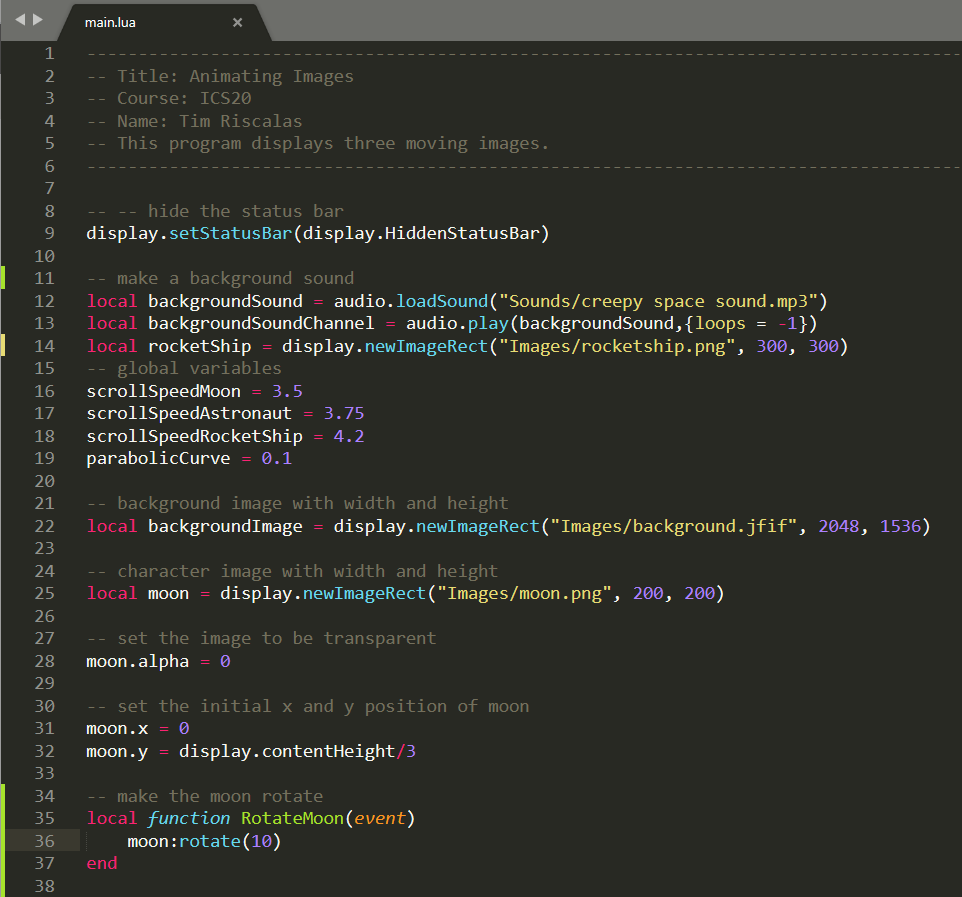 main.lua ×
1 --------------------------------------------------------------------------------
2 -- Title: Animating Images
3 -- Course: ICS20
4 -- Name: Tim Riscalas
5 -- This program displays three moving images.
6 --------------------------------------------------------------------------------
7
8 -- -- hide the status bar
9 display.setStatusBar(display.HiddenStatusBar)
10
11 -- make a background sound
12 local backgroundSound = audio.loadSound("Sounds/creepy space sound.mp3")
13 local backgroundSoundChannel = audio.play(backgroundSound,{loops = -1})
14 local rocketShip = display.newImageRect("Images/rocketship.png", 300, 300)
15 -- global variables
16 scrollSpeedMoon = 3.5
17 scrollSpeedAstronaut = 3.75
18 scrollSpeedRocketShip = 4.2
19 parabolicCurve = 0.1
20
21 -- background image with width and height
22 local backgroundImage = display.newImageRect("Images/background.jfif", 2048, 1536)
23
24 -- character image with width and height
25 local moon = display.newImageRect("Images/moon.png", 200, 200)
26
27 -- set the image to be transparent
28 moon.alpha = 0
29
30 -- set the initial x and y position of moon
31 moon.x = 0
32 moon.y = display.contentHeight/3
33
34 -- make the moon rotate
35 local function RotateMoon(event)
36 moon:rotate(10)
37 end
38